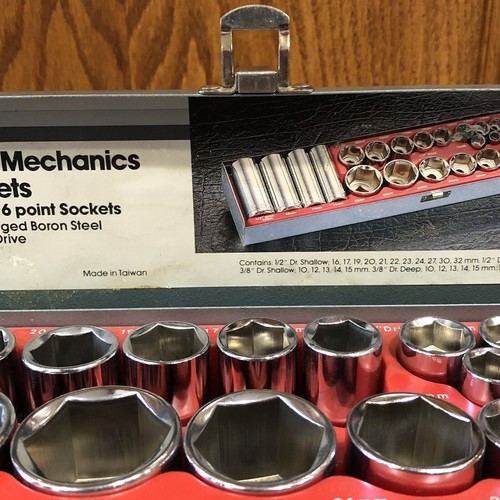 Mechanics
ets
6 point Sockets
ged Boron Steel
Drive
Made in Taiwan
Contains: 1/2" Dr. Shallow, 16, 17, 19, 20, 21, 22, 23, 24, 27, 30, 32 mm. 1/2" D
3/8" Dr. Shallow, 10, 12, 13, 14, 15 mm. 3/8" Dr. Deep, 10, 12, 13, 14, 15 mm.
20